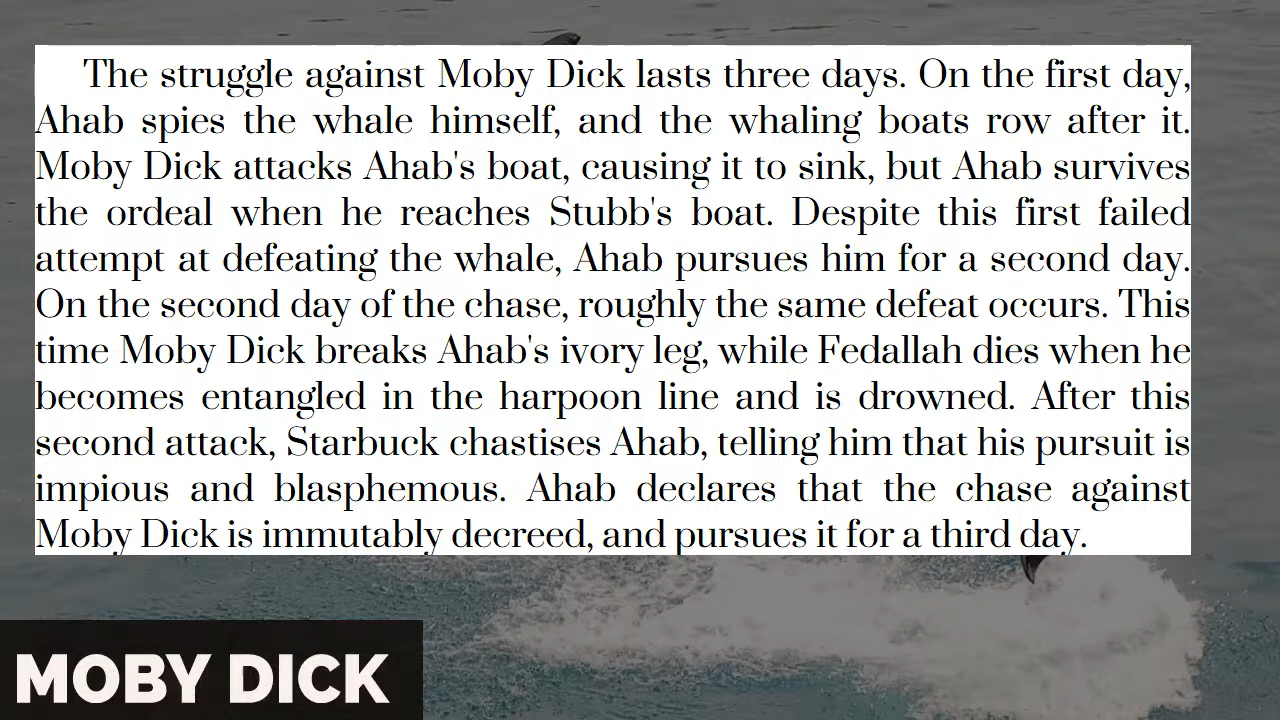 The struggle against Moby Dick lasts three days. On the first day,
Ahab spies the whale himself, and the whaling boats row after it.
Moby Dick attacks Ahab's boat, causing it to sink, but Ahab survives
the ordeal when he reaches Stubb's boat. Despite this first failed
attempt at defeating the whale, Ahab pursues him for a second day.
On the second day of the chase, roughly the same defeat occurs. This
time Moby Dick breaks Ahab's ivory leg, while Fedallah dies when he
becomes entangled in the harpoon line and is drowned. After this
second attack, Starbuck chastises Ahab, telling him that his pursuit is
impious and blasphemous. Ahab declares that the chase against
Moby Dick is immutably decreed, and pursues it for a third day.
MOBY DICK